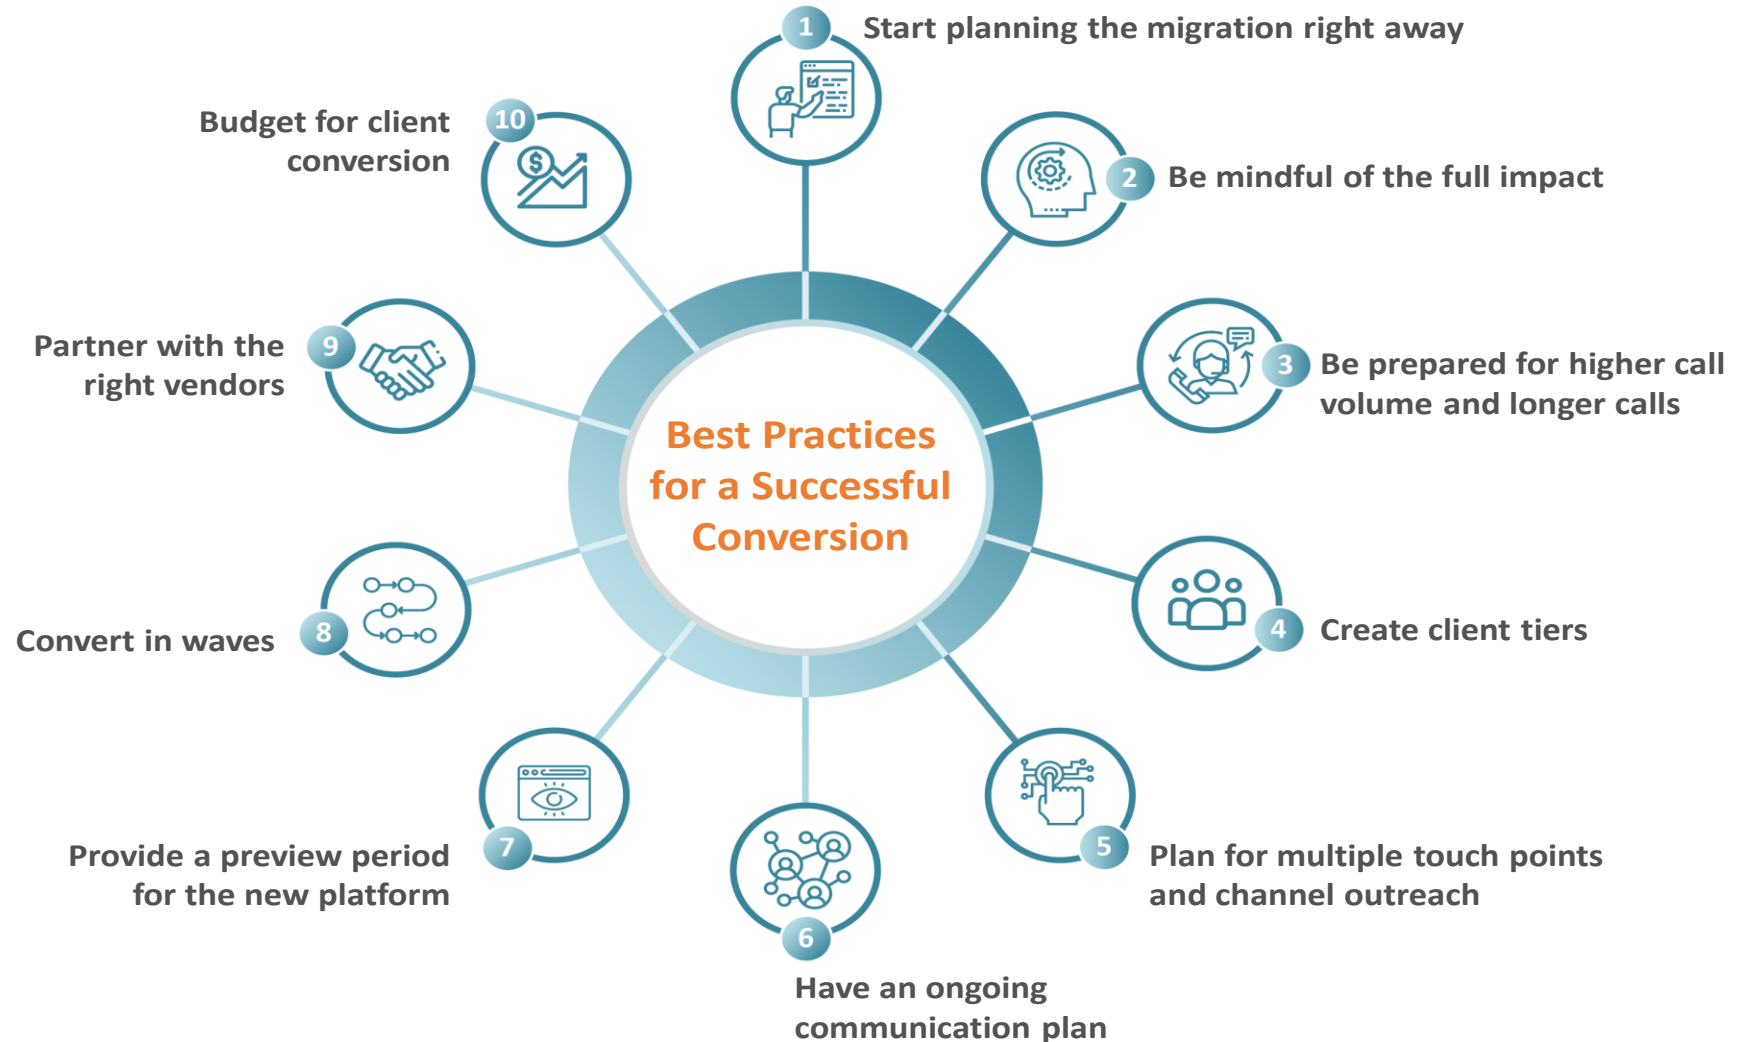 Best Practices
for a Successful
Conversion
1
Start planning the migration right away
2
Be mindful of the full impact
3
Be prepared for higher call
volume and longer calls
4
Create client tiers
5
Plan for multiple touch points
and channel outreach
6
Have an ongoing
communication plan
7
Provide a preview period
for the new platform
8
Convert in waves
9
Partner with the
right vendors
10
Budget for client
conversion
$